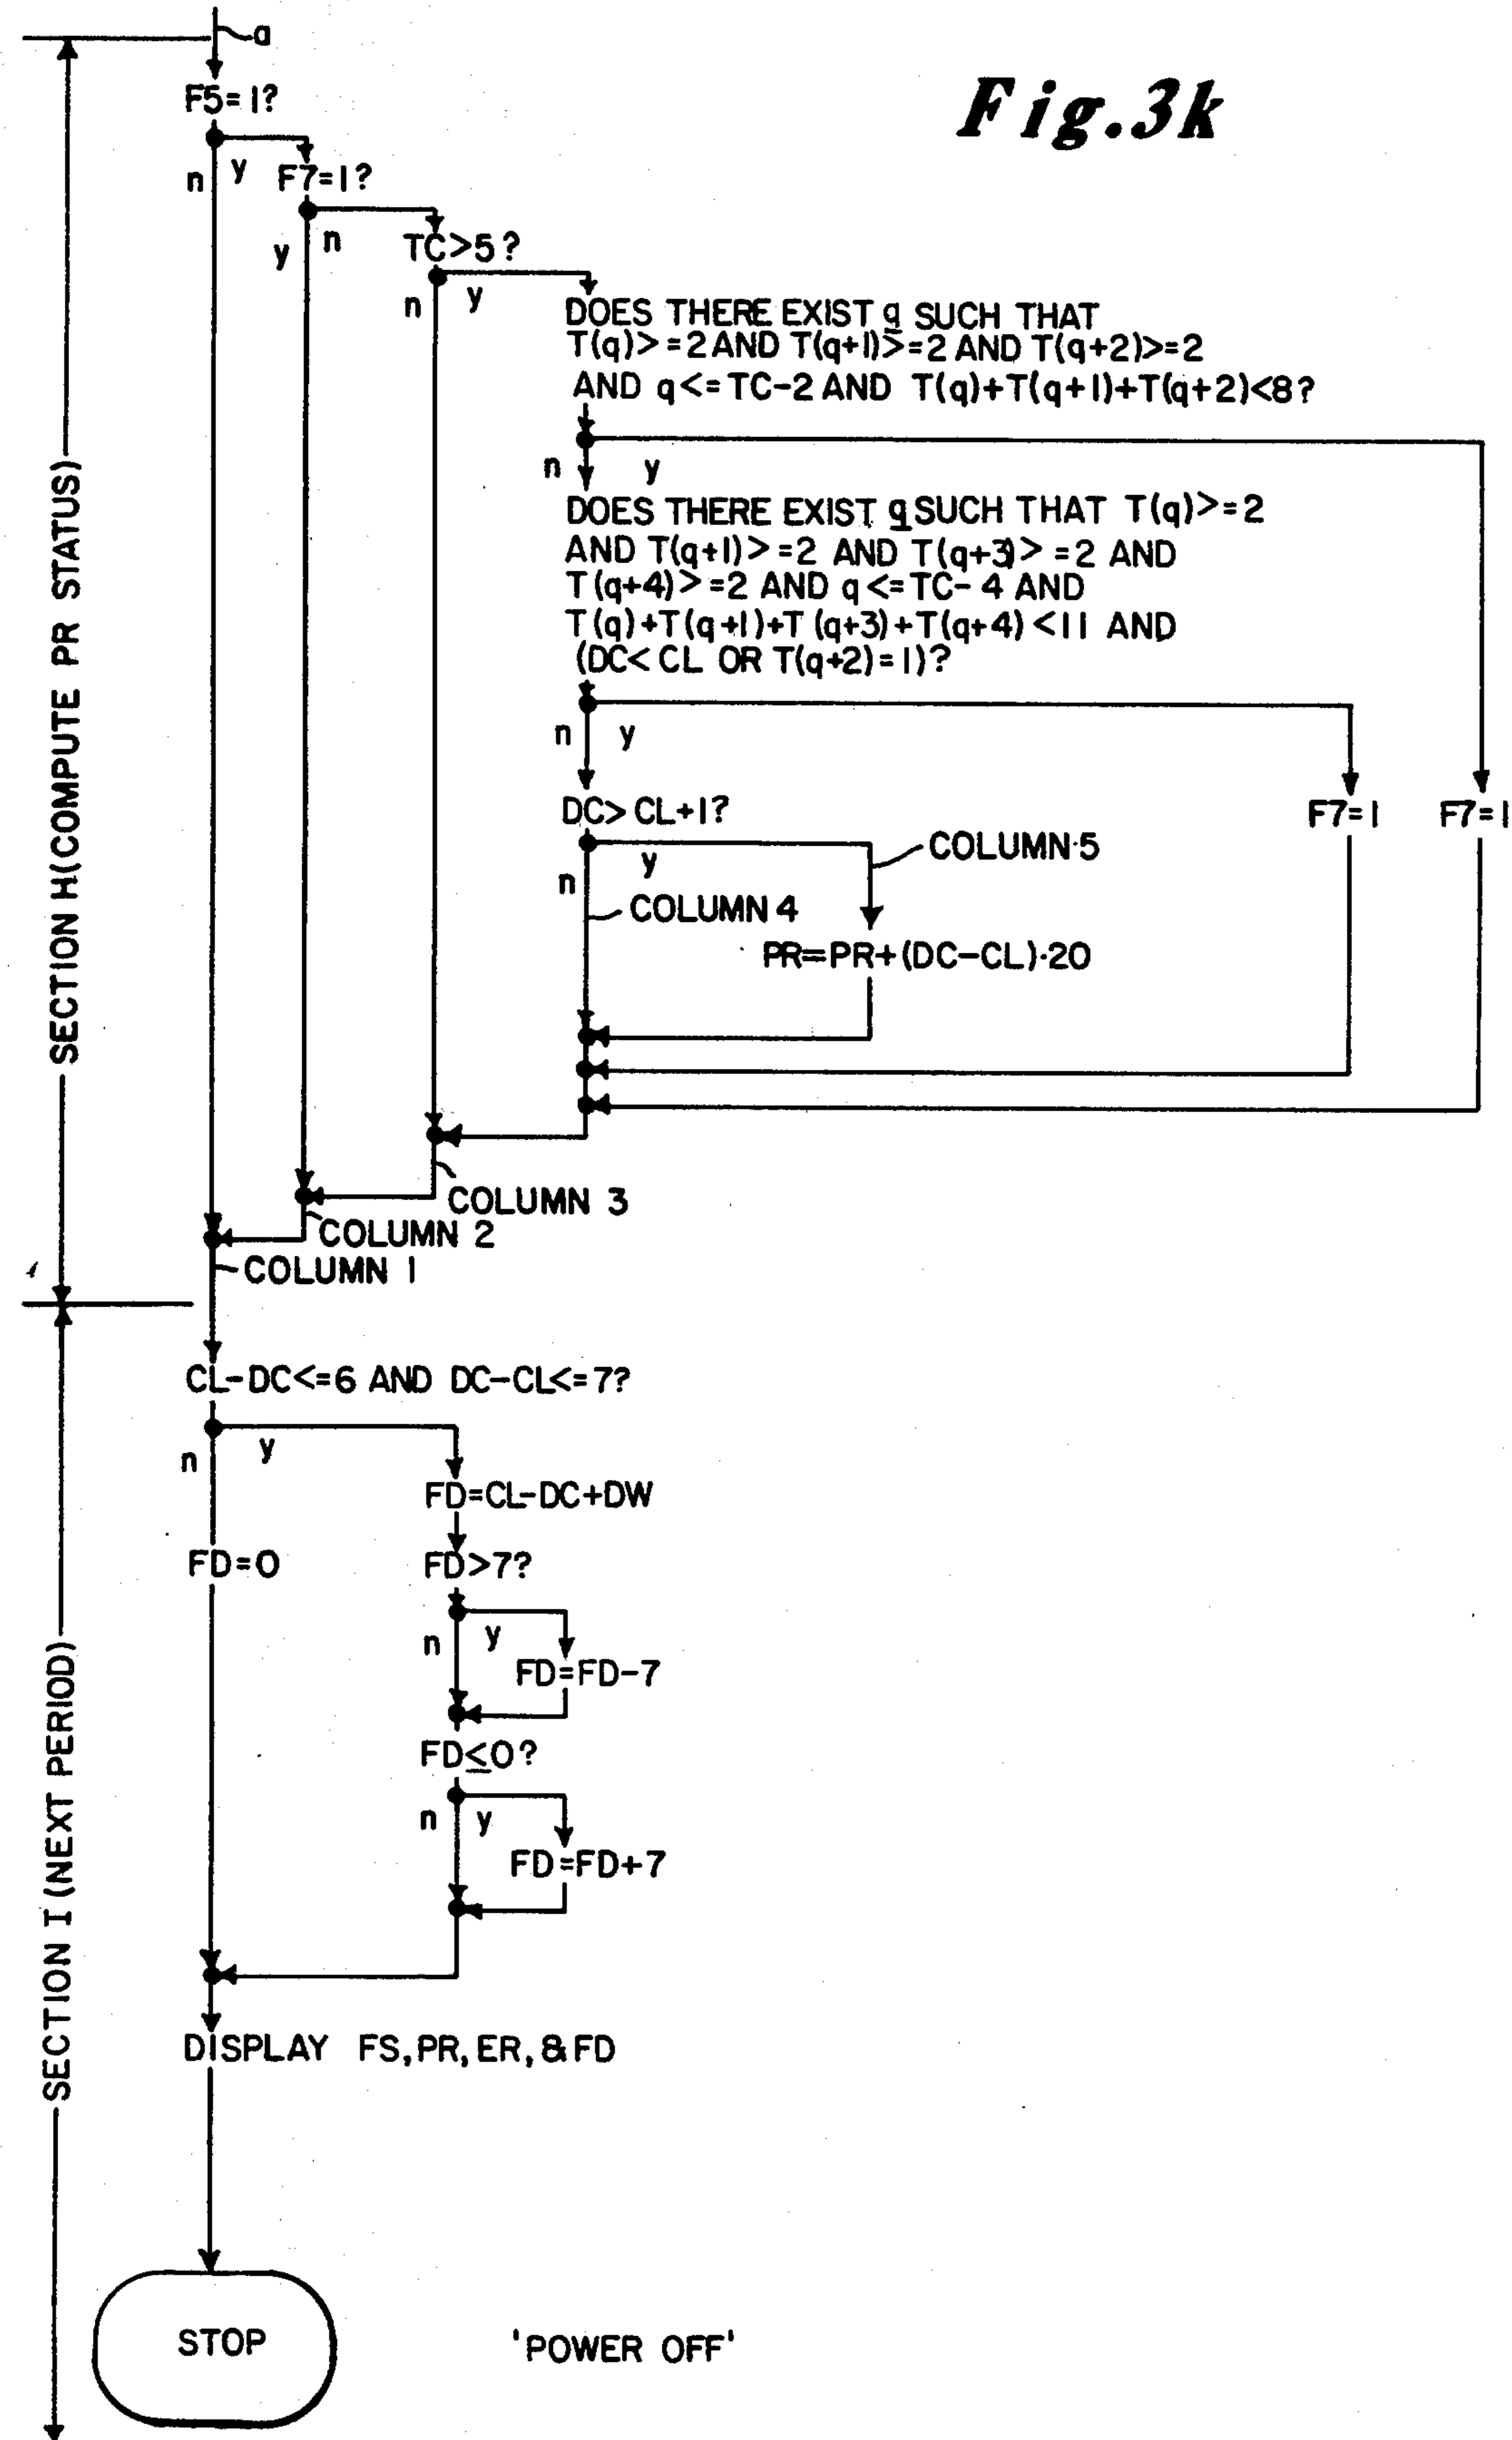 a
Fig.3k
F5=1?
n y
F7=1?
y n
TC>5?
n y
DOES THERE EXIST q SUCH THAT
T(q)>=2 AND T(q+1)>=2 AND T(q+2)>=2
AND q<=TC-2 AND T(q)+T(q+1)+T(q+2)<8?
n y
DOES THERE EXIST q SUCH THAT T(q)>=2
AND T(q+1)>=2 AND T(q+3)>=2 AND
T(q+4)>=2 AND q<=TC-4 AND
T(q)+T(q+1)+T(q+3)+T(q+4)<11 AND
(DC<CL OR T(q+2)=1)?
n y
DC>CL+1?
F7=1
F7=1
y
n
COLUMN·5
COLUMN 4
PR=PR+(DC-CL)·20
COLUMN 3
COLUMN 2
COLUMN 1
SECTION H(COMPUTE PR STATUS)
CL-DC<=6 AND DC-CL<=7?
n y
FD=CL-DC+DW
FD=0
FD>7?
n y
FD=FD-7
FD≤0?
n y
FD=FD+7
DISPLAY FS,PR,ER,&FD
SECTION I (NEXT PERIOD)
STOP
'POWER OFF'